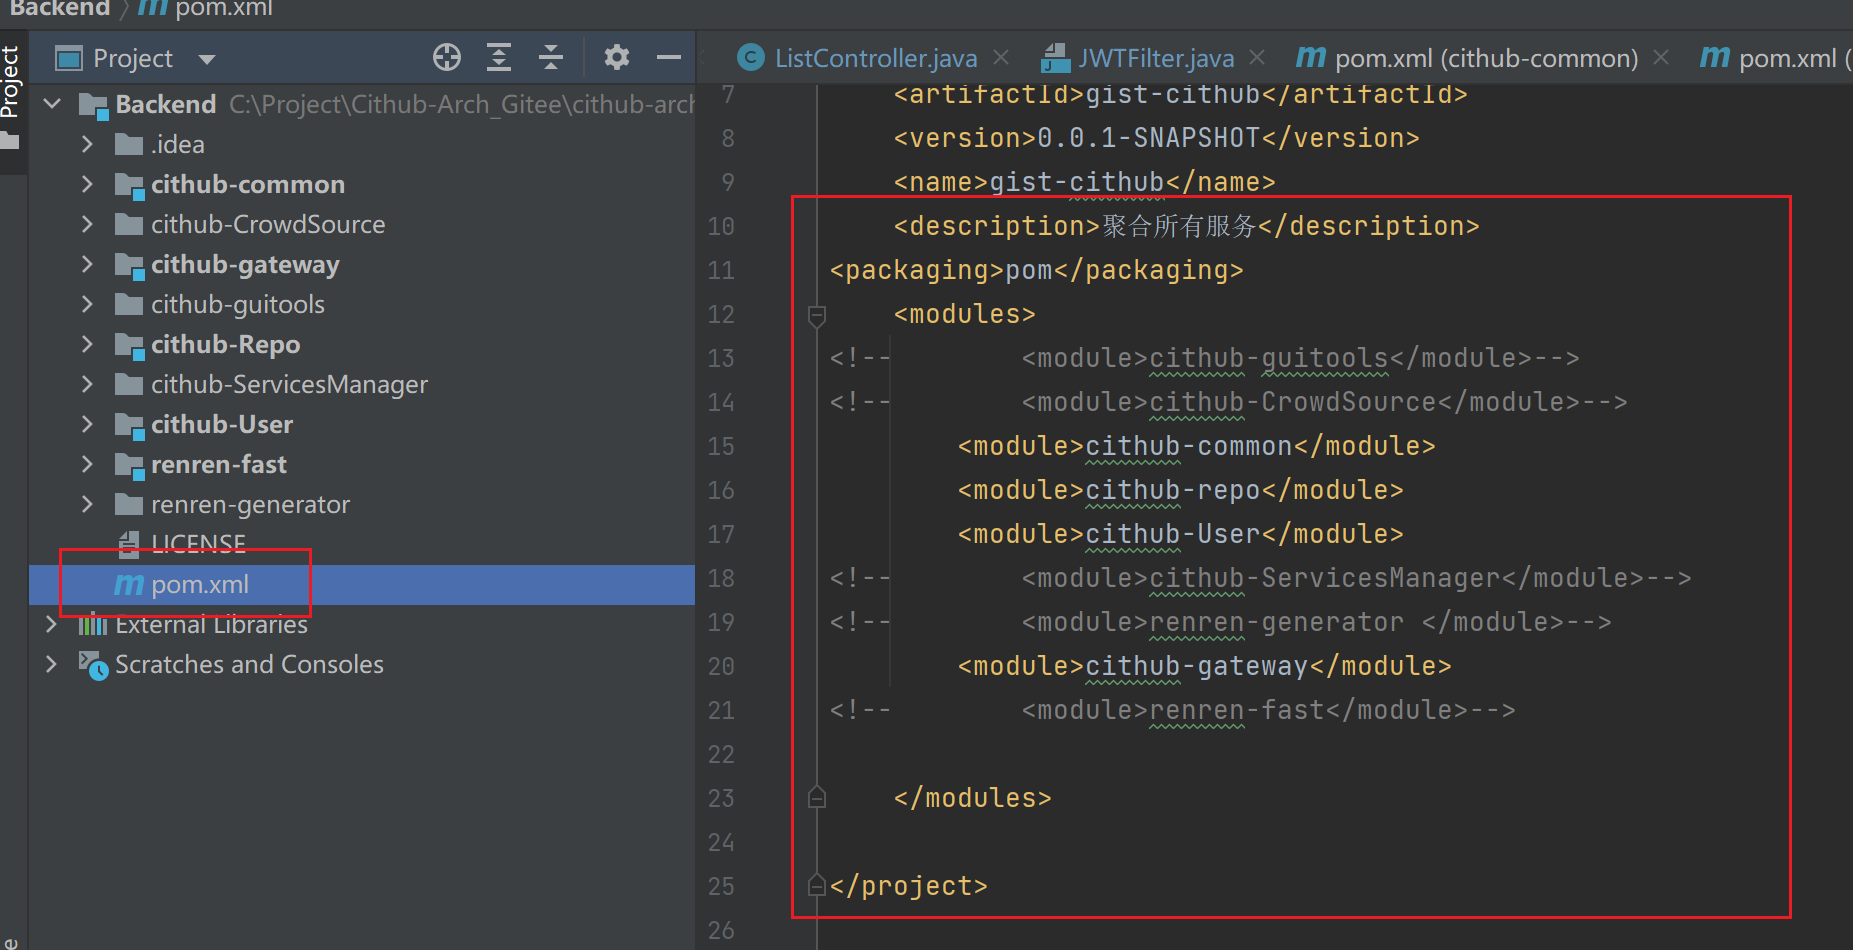 Backend pom.xml
Project
Project
ListController.java
JWTFilter.java
pom.xml (cithub-common)
pom.xml (
Backend C:\Project\Cithub-Arch_Gitee\cithub-arc
.idea
cithub-common
cithub-CrowdSource
cithub-gateway
cithub-guitools
cithub-Repo
cithub-ServicesManager
cithub-User
renren-fast
renren-generator
LICENSE
pom.xml
External Libraries
Scratches and Consoles
7 <artifactId>gist-cithub</artifactId>
8 <version>0.0.1-SNAPSHOT</version>
9 <name>gist-cithub</name>
10 <description>聚合所有服务</description>
11 <packaging>pom</packaging>
12 <modules>
13 <!-- <module>cithub-guitools</module>-->
14 <!-- <module>cithub-CrowdSource</module>-->
15 <module>cithub-common</module>
16 <module>cithub-repo</module>
17 <module>cithub-User</module>
18 <!-- <module>cithub-ServicesManager</module>-->
19 <!-- <module>renren-generator </module>-->
20 <module>cithub-gateway</module>
21 <!-- <module>renren-fast</module>-->
22
23 </modules>
24
25 </project>
26